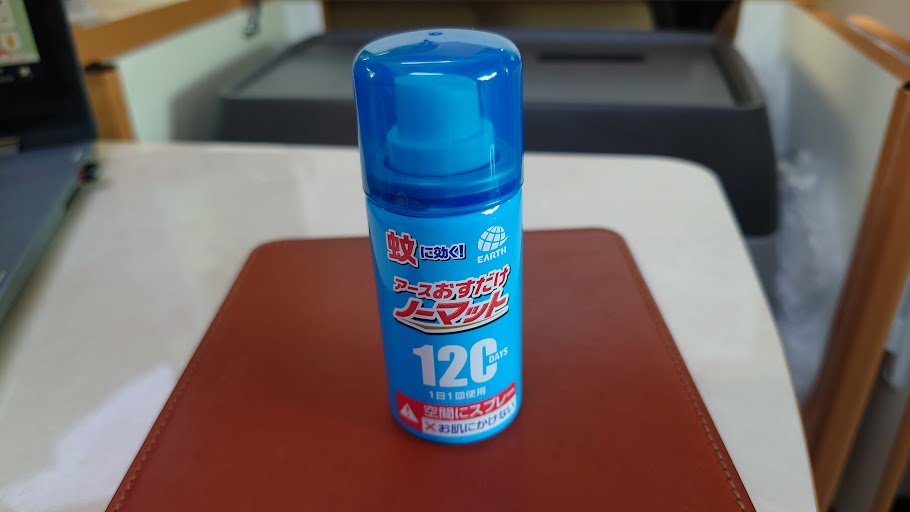 蚊に効く!
EARTH
アースおすだけ
ノーマット
120 DAYS
1日1回使用
空間にスプレー
×お肌にかけない